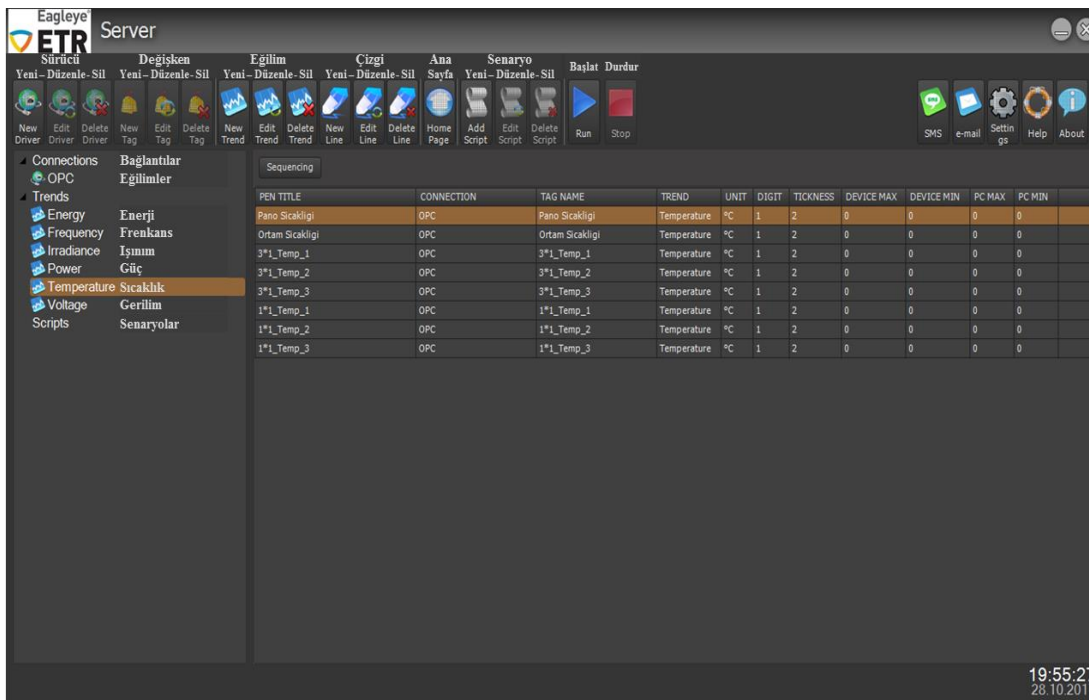 Eagleye
ETR Server
Sürücü Değişken Eğilim Çizgi Ana Senaryo
Yeni–Düzenle-Sil Yeni–Düzenle-Sil Yeni–Düzenle-Sil Yeni–Düzenle-Sil Sayfa Yeni–Düzenle-Sil Başlat Durdur
New Driver Edit Driver Delete Driver New Tag Edit Tag Delete Tag New Trend Edit Trend Delete Trend New Line Edit Line Delete Line Home Page Add Script Edit Script Delete Script Run Stop SMS e-mail Settings Help About
Connections Bağlantılar
OPC Eğilimler
Trends
Energy Enerji
Frequency Frenkans
Irradiance Işınım
Power Güç
Temperature Sıcaklık
Voltage Gerilim
Scripts Senaryolar
Sequencing
PEN TITLE CONNECTION TAG NAME TREND UNIT DIGIT TICKNESS DEVICE MAX DEVICE MIN PC MAX PC MIN
Pano Sicakligi OPC Pano Sicakligi Temperature °C 1 2 0 0 0 0
Ortam Sicakligi OPC Ortam Sicakligi Temperature °C 1 2 0 0 0 0
3*1_Temp_1 OPC 3*1_Temp_1 Temperature °C 1 2 0 0 0 0
3*1_Temp_2 OPC 3*1_Temp_2 Temperature °C 1 2 0 0 0 0
3*1_Temp_3 OPC 3*1_Temp_3 Temperature °C 1 2 0 0 0 0
1*1_Temp_1 OPC 1*1_Temp_1 Temperature °C 1 2 0 0 0 0
1*1_Temp_2 OPC 1*1_Temp_2 Temperature °C 1 2 0 0 0 0
1*1_Temp_3 OPC 1*1_Temp_3 Temperature °C 1 2 0 0 0 0
19:55:2
28.10.201